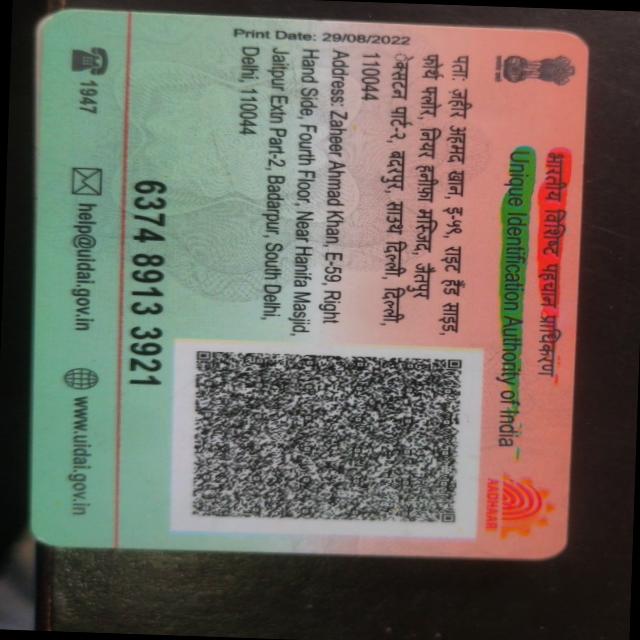 भारतीय विशिष्ट पहचान प्राधिकरण
Unique Identification Authority of India
AADHAAR
Print Date: 29/08/2022
पता: ज़हीर अहमद खान, इ-५९, राइट हैंड साइड,
फोर्थ फ्लोर, नियर हनीफ़ा मस्जिद, जैतपुर
पार्ट-२, बदरपुर, साउथ दिल्ली, दिल्ली,
110044
Address: Zaheer Ahmad Khan, E-59, Right
Hand Side, Fourth Floor, Near Hanifa Masjid,
Jaitpur Extn Part-2, Badarpur, South Delhi,
Delhi, 110044
6374 8913 3921
1947
help@uidai.gov.in
www.uidai.gov.in